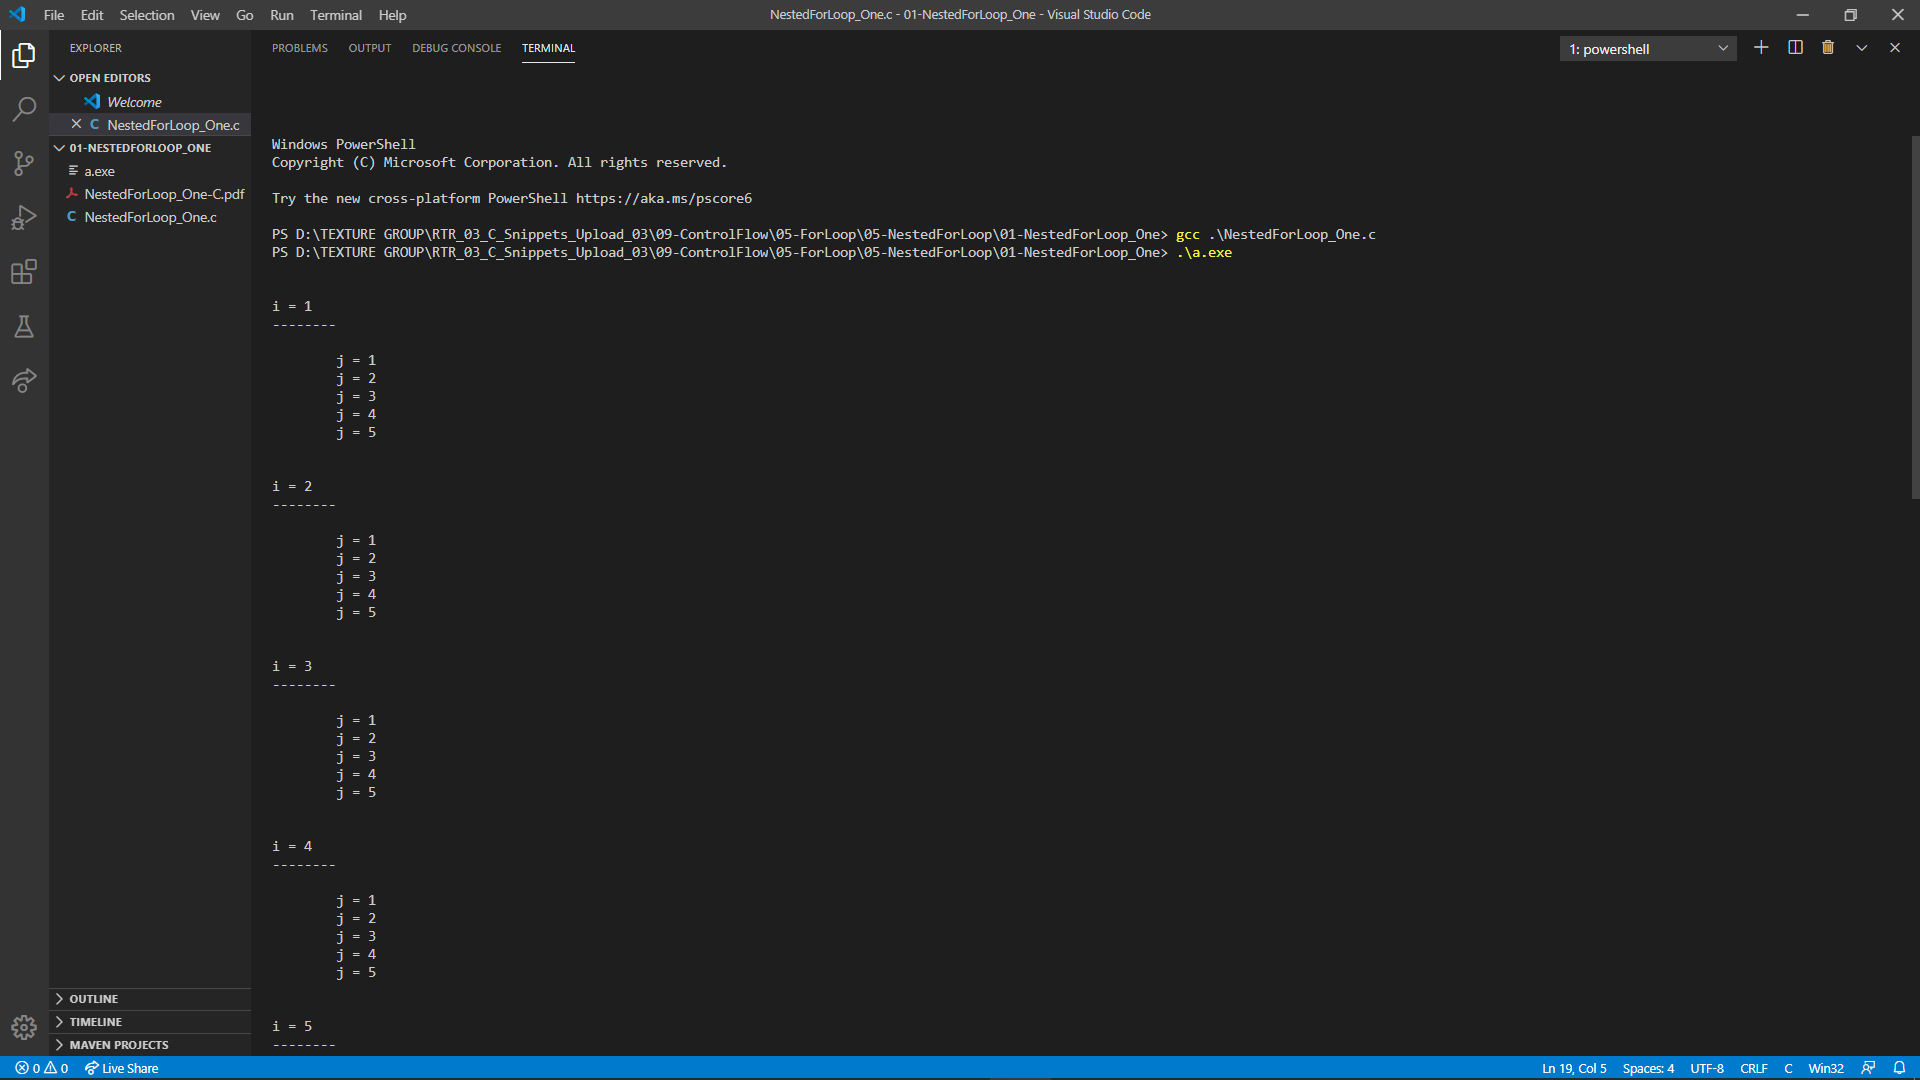 File Edit Selection View Go Run Terminal Help
NestedForLoop_One.c - 01-NestedForLoop_One - Visual Studio Code
EXPLORER
OPEN EDITORS
Welcome
NestedForLoop_One.c
01-NESTEDFORLOOP_ONE
a.exe
NestedForLoop_One-C.pdf
C NestedForLoop_One.c
OUTLINE
TIMELINE
MAVEN PROJECTS
PROBLEMS OUTPUT DEBUG CONSOLE TERMINAL
1: powershell
Windows PowerShell
Copyright (C) Microsoft Corporation. All rights reserved.
Try the new cross-platform PowerShell https://aka.ms/pscore6
PS D:\TEXTURE GROUP\RTR_03_C_Snippets_Upload_03\09-ControlFlow\05-ForLoop\05-NestedForLoop\01-NestedForLoop_One> gcc .\NestedForLoop_One.c
PS D:\TEXTURE GROUP\RTR_03_C_Snippets_Upload_03\09-ControlFlow\05-ForLoop\05-NestedForLoop\01-NestedForLoop_One> .\a.exe
i = 1
--------
j = 1
j = 2
j = 3
j = 4
j = 5
i = 2
--------
j = 1
j = 2
j = 3
j = 4
j = 5
i = 3
--------
j = 1
j = 2
j = 3
j = 4
j = 5
i = 4
--------
j = 1
j = 2
j = 3
j = 4
j = 5
i = 5
--------
0 0 Live Share
Ln 19, Col 5 Spaces: 4 UTF-8 CRLF C Win32